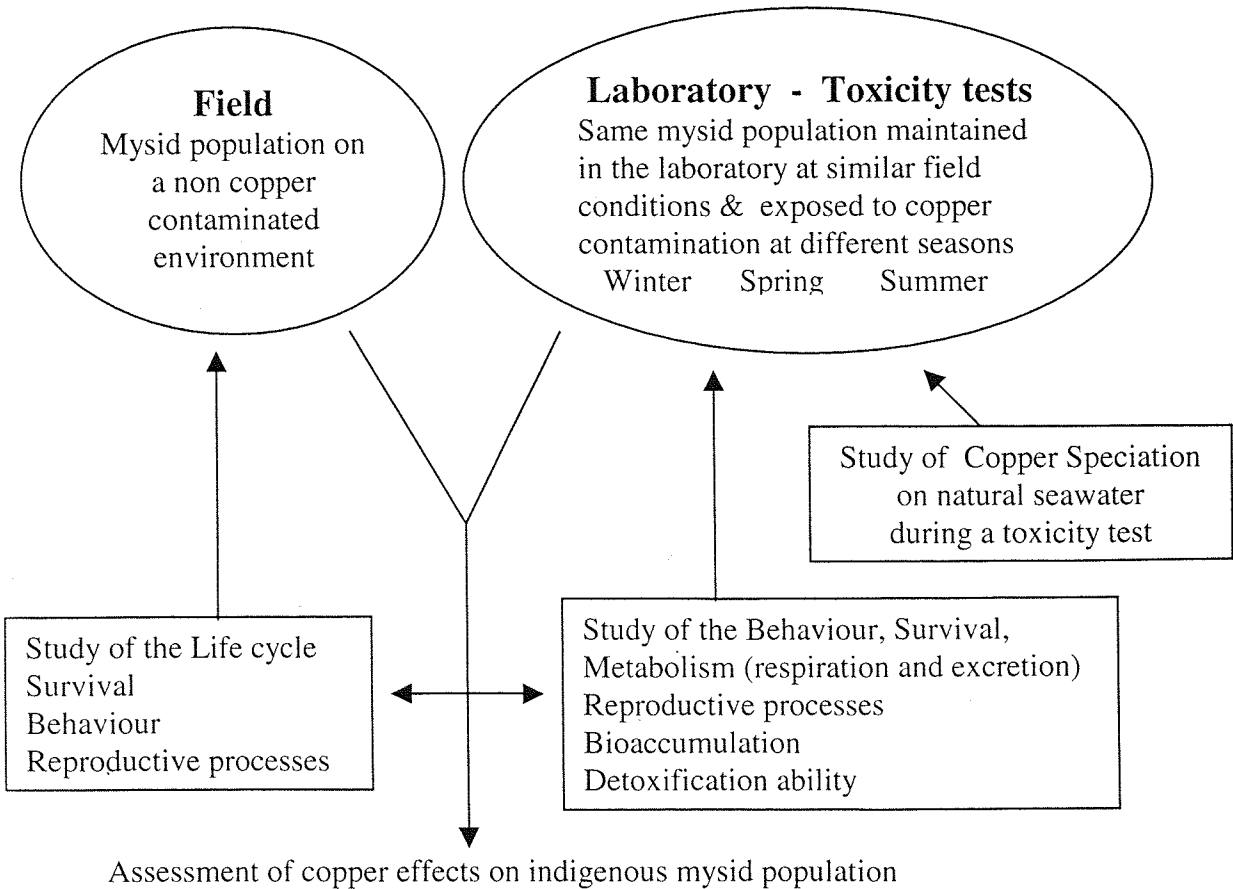 Field
Mysid population on
a non copper
contaminated
environment
Laboratory - Toxicity tests
Same mysid population maintained
in the laboratory at similar field
conditions & exposed to copper
contamination at different seasons
Winter Spring Summer
Study of Copper Speciation
on natural seawater
during a toxicity test
Study of the Life cycle
Survival
Behaviour
Reproductive processes
Study of the Behaviour, Survival,
Metabolism (respiration and excretion)
Reproductive processes
Bioaccumulation
Detoxification ability
Assessment of copper effects on indigenous mysid population